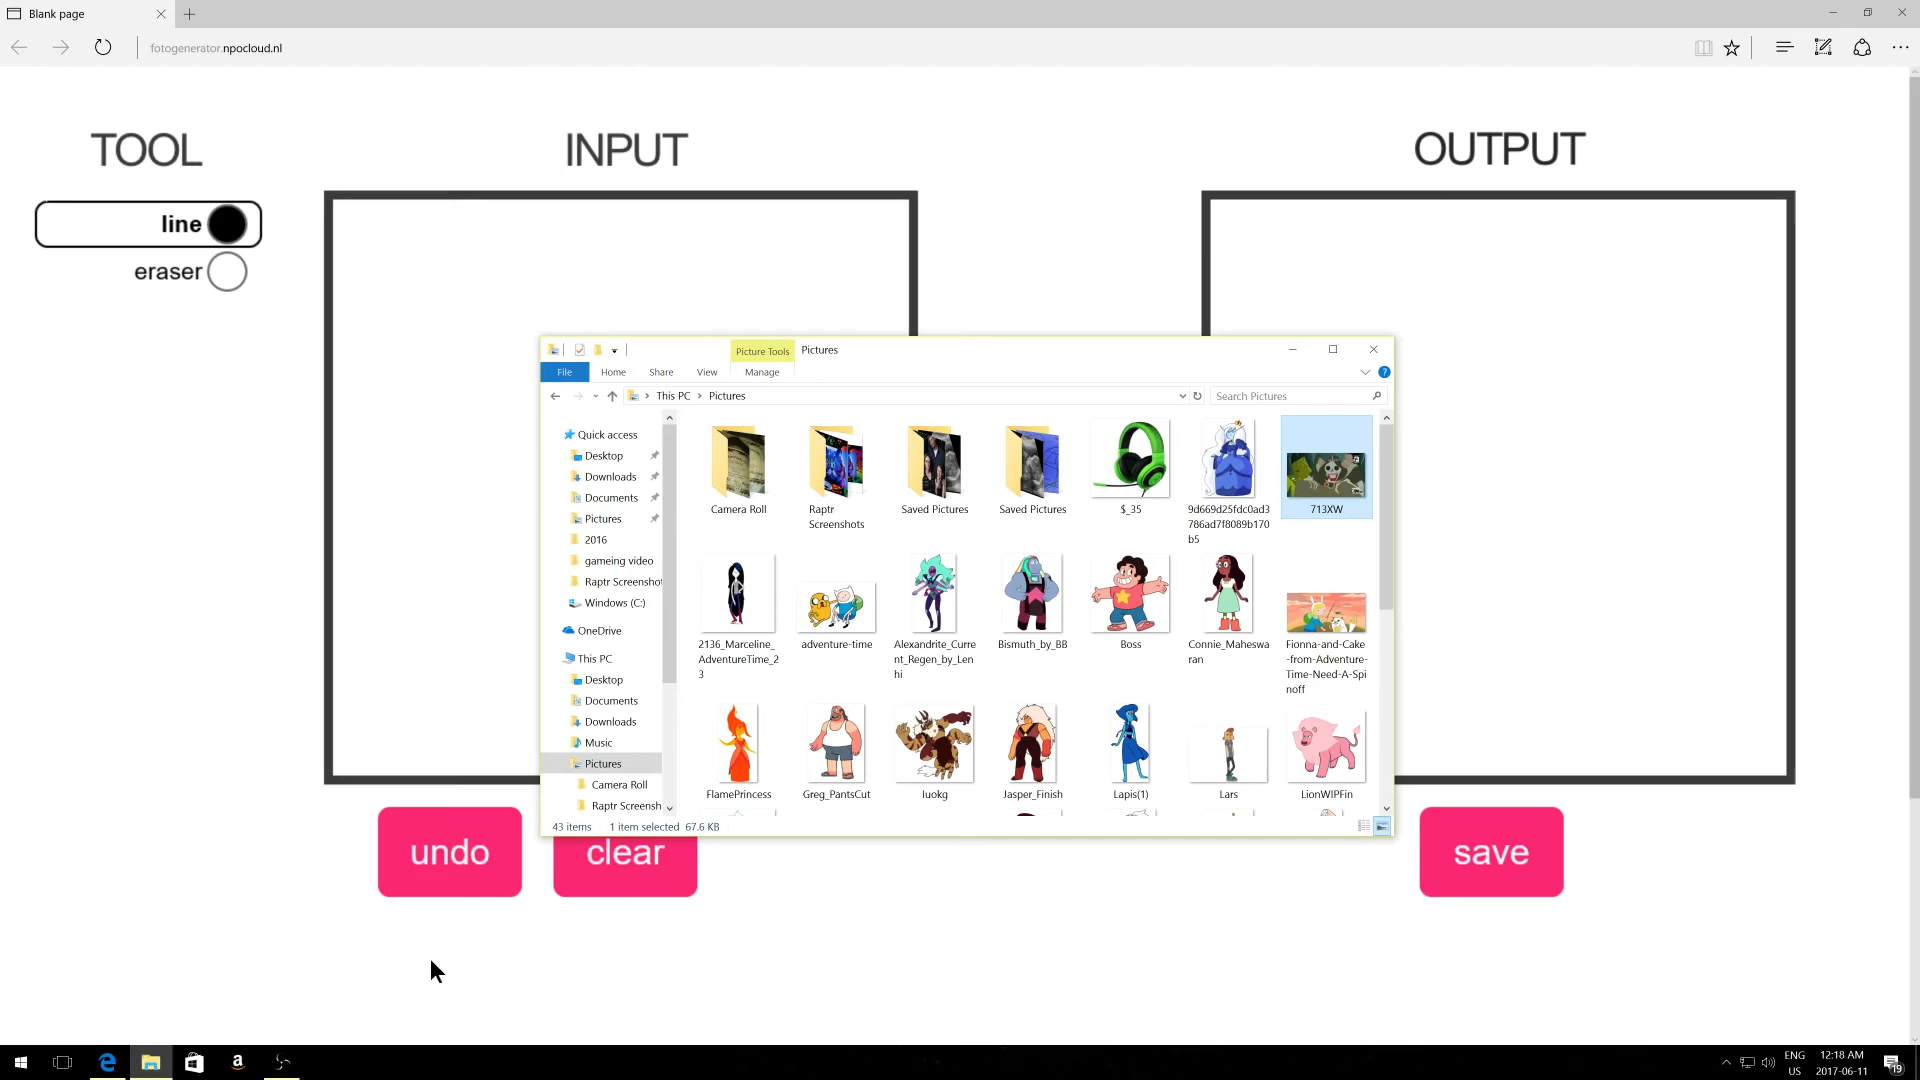 Blank page
fotogenerator.npocloud.nl
TOOL
INPUT
OUTPUT
line
eraser
Picture Tools
Pictures
File
Home
Share
View
Manage
This PC
Pictures
Search Pictures
Quick access
Desktop
Downloads
Documents
Pictures
2016
gameing video
Raptr Screenshot
Windows (C:)
OneDrive
This PC
Desktop
Documents
Downloads
Music
Pictures
Camera Roll
Raptr Screensh
Camera Roll
Raptr
Screenshots
Saved Pictures
Saved Pictures
$_35
9d669d25fdc0ad3
786ad7f8089b170
b5
713XW
2136_Marceline_
AdventureTime_2
3
adventure-time
Alexandrite_Curre
nt_Regen_by_Len
hi
Bismuth_by_BB
Boss
Connie_Maheswa
ran
Fionna-and-Cake
-from-Adventure-
Time-Need-A-Spi
noff
FlamePrincess
Greg_PantsCut
Iuokg
Jasper_Finish
Lapis(1)
Lars
LionWIPFin
43 items
1 item selected 67.6 KB
undo
clear
save
ENG
US
12:18 AM
2017-06-11
19